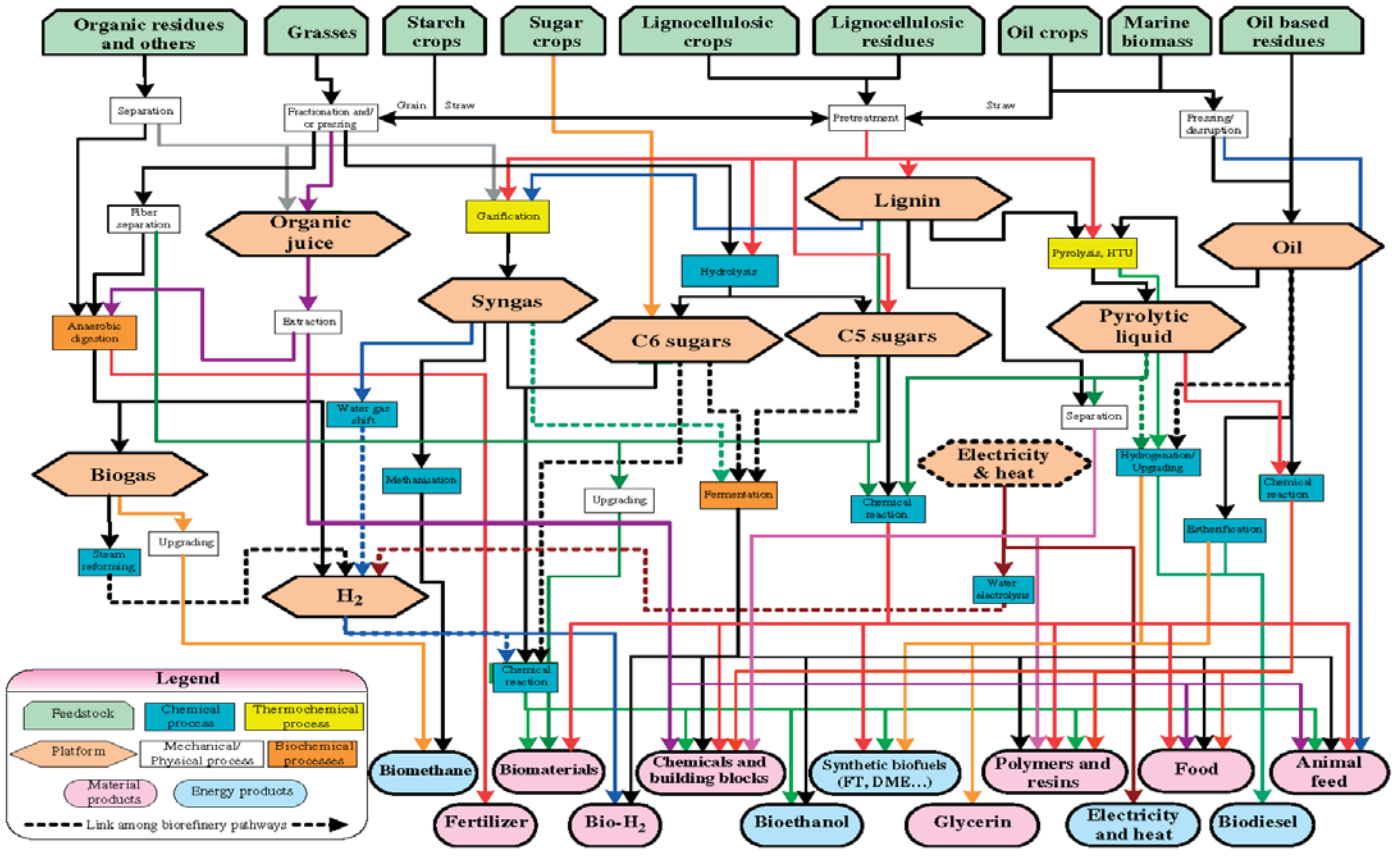 Organic residues
and others
Grasses
Starch
crops
Sugar
crops
Lignocellulosic
crops
Lignocellulosic
residues
Oil crops
Marine
biomass
Oil based
residues
Separation
Fractionation and/
or pressing
Grain
Straw
Pretreatment
Straw
Pressing/
desruption
Fiber
separation
Organic
juice
Gasification
Lignin
Hydrolysis
Pyrolysis, HTU
Oil
Syngas
Extraction
Anaerobic
digestion
C6 sugars
C5 sugars
Pyrolytic
liquid
Water gas
shift
Separation
Biogas
Methanisation
Upgrading
Fermentation
Chemical
reaction
Electricity
& heat
Hydrogenation/
Upgrading
Chemical
reaction
Estherification
Steam
reforming
Upgrading
H2
Water
electrolysis
Chemical
reaction
Legend
Feedstock
Chemical
process
Thermochemical
process
Platform
Mechanical/
Physical process
Biochemical
processes
Material
products
Energy products
Link among biorefinery pathways
Biomethane
Biomaterials
Chemicals and
building blocks
Synthetic biofuels
(FT, DME...)
Polymers and
resins
Food
Animal
feed
Fertilizer
Bio-H2
Bioethanol
Glycerin
Electricity
and heat
Biodiesel